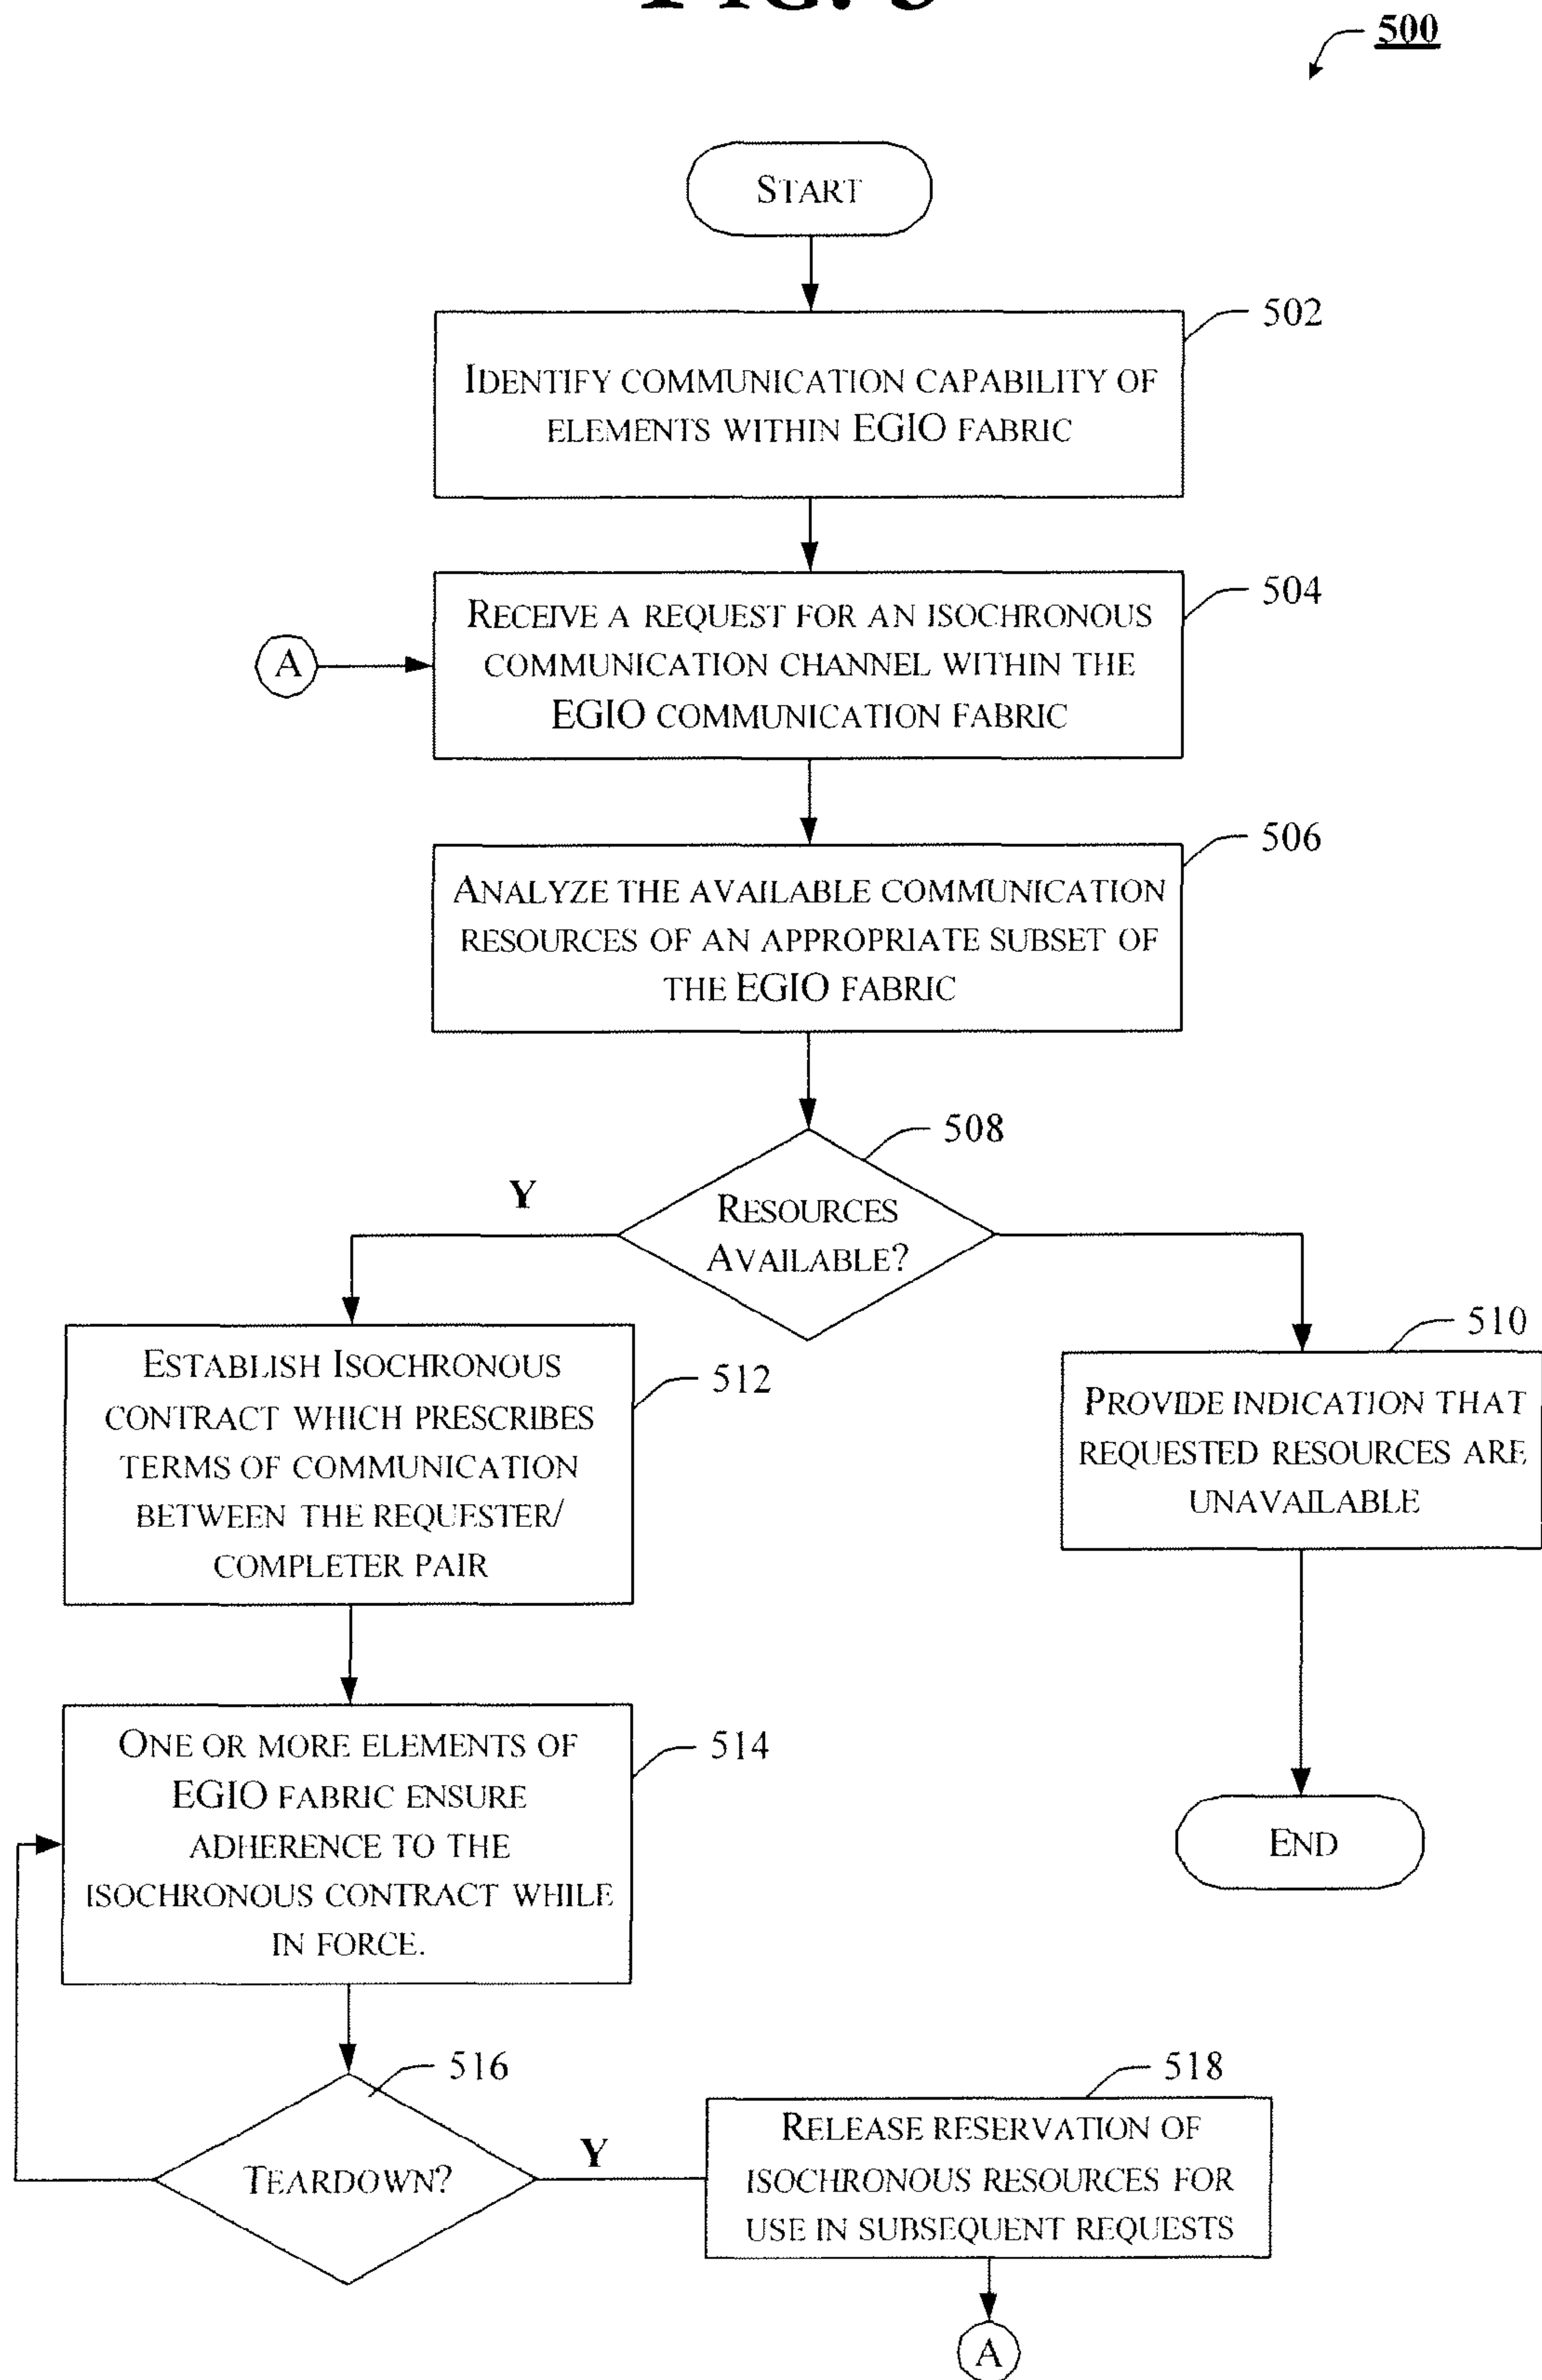 500
START
IDENTIFY COMMUNICATION CAPABILITY OF
ELEMENTS WITHIN EGIO FABRIC
502
RECEIVE A REQUEST FOR AN ISOCHRONOUS
COMMUNICATION CHANNEL WITHIN THE
EGIO COMMUNICATION FABRIC
504
A
ANALYZE THE AVAILABLE COMMUNICATION
RESOURCES OF AN APPROPRIATE SUBSET OF
THE EGIO FABRIC
506
RESOURCES
AVAILABLE?
508
Y
ESTABLISH ISOCHRONOUS
CONTRACT WHICH PRESCRIBES
TERMS OF COMMUNICATION
BETWEEN THE REQUESTER/
COMPLETER PAIR
512
PROVIDE INDICATION THAT
REQUESTED RESOURCES ARE
UNAVAILABLE
510
ONE OR MORE ELEMENTS OF
EGIO FABRIC ENSURE
ADHERENCE TO THE
ISOCHRONOUS CONTRACT WHILE
IN FORCE.
514
END
TEARDOWN?
516
Y
RELEASE RESERVATION OF
ISOCHRONOUS RESOURCES FOR
USE IN SUBSEQUENT REQUESTS
518
A